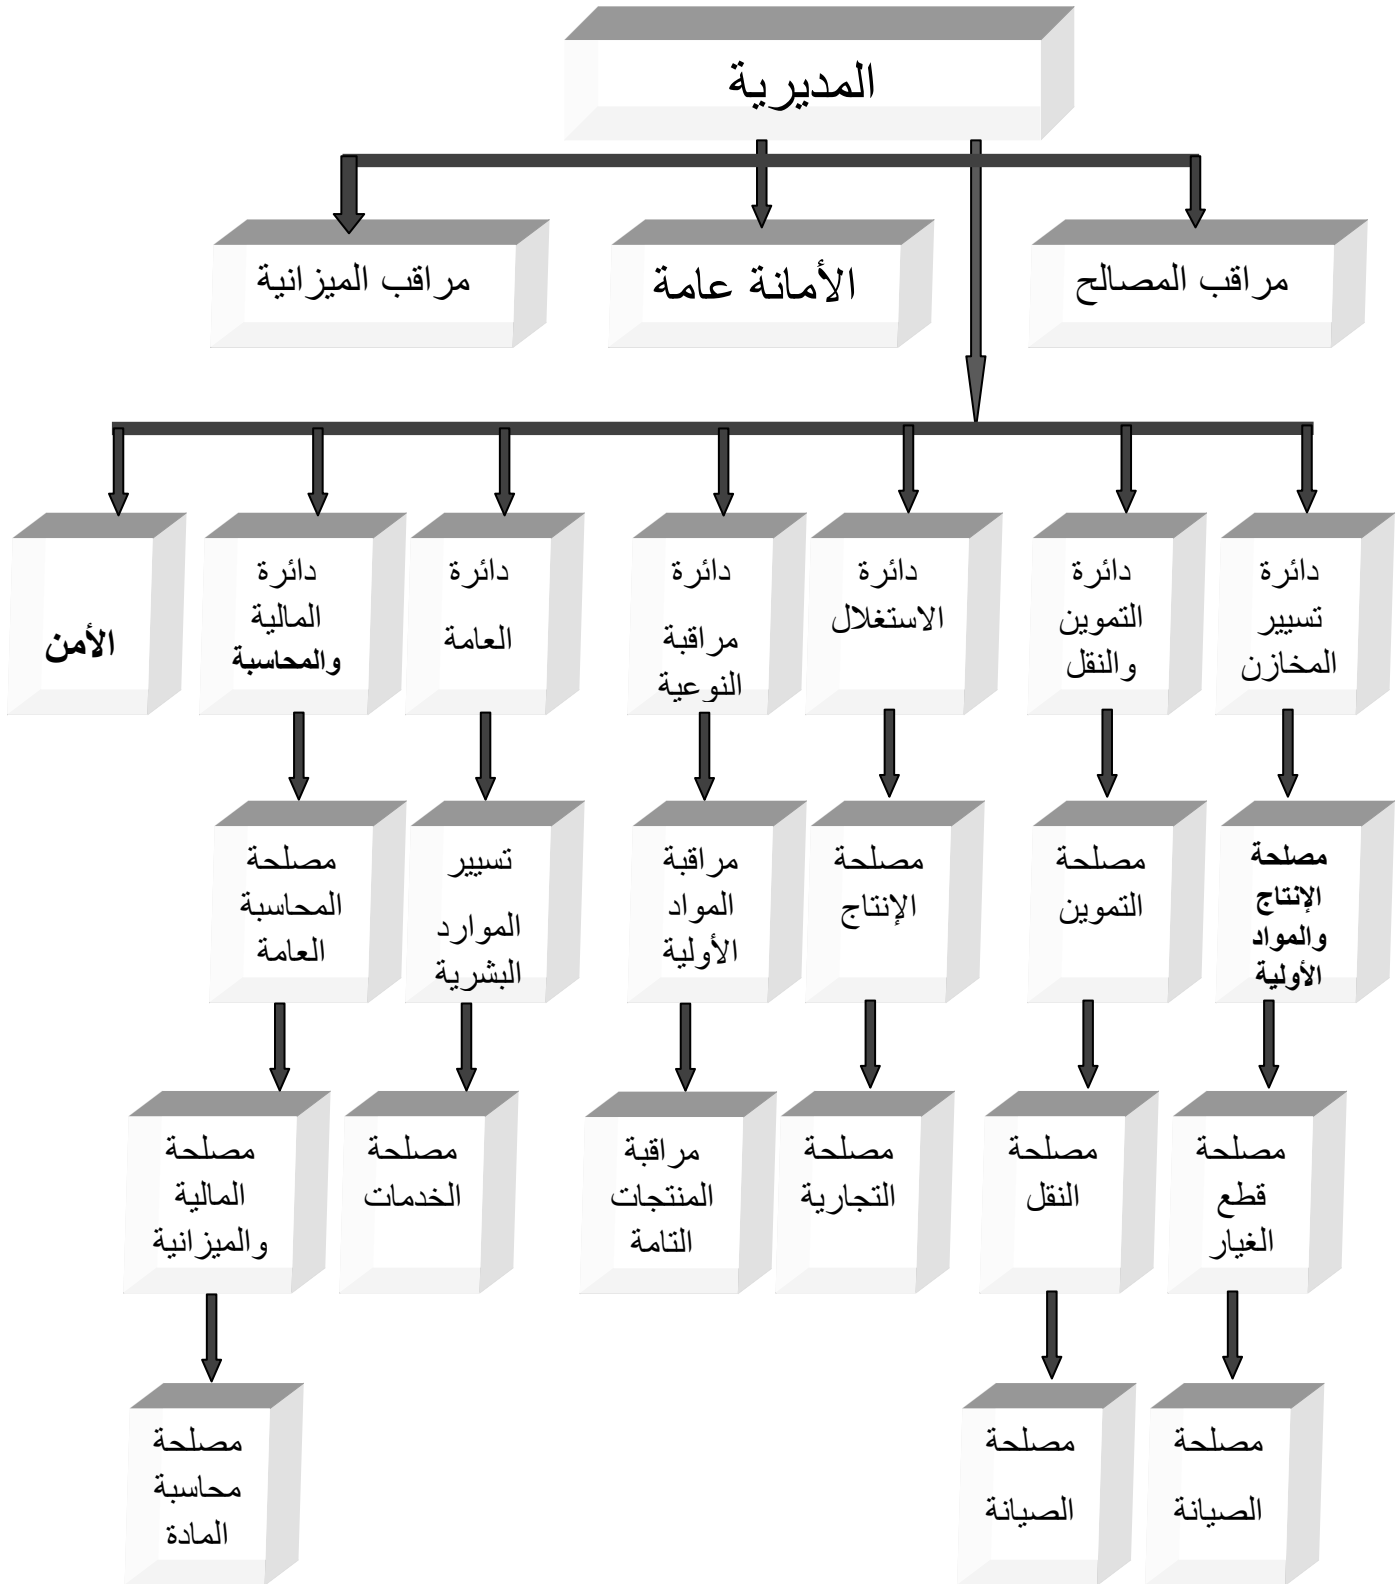 المديرية
مراقب المصالح
الأمانة عامة
مراقب الميزانية
دائرة
تسيير
المخازن
دائرة
التموين
والنقل
دائرة
الاستغلال
دائرة
مراقبة
النوعية
دائرة
العامة
دائرة
المالية
والمحاسبة
الأمن
مصلحة
الإنتاج
والمواد
الأولية
مصلحة
التموين
مصلحة
الإنتاج
مراقبة
المواد
الأولية
تسيير
الموارد
البشرية
مصلحة
المحاسبة
العامة
مصلحة
قطع
الغيار
مصلحة
النقل
مصلحة
التجارية
مراقبة
المنتجات
التامة
مصلحة
الخدمات
مصلحة
المالية
والميزانية
مصلحة
الصيانة
مصلحة
الصيانة
مصلحة
محاسبة
المادة